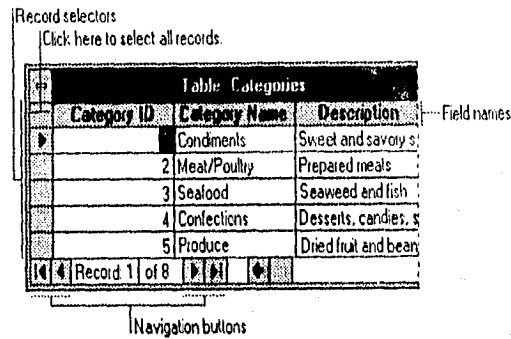 Record selectors
Click here to select all records.
Table: Categories
Category ID Category Name Description
Field names
Condiments Sweet and savory s
2 Meat/Poultry Prepared meals
3 Seafood Seaweed and fish
4 Confections Desserts, candies, s
5 Produce Dried fruit and bean
Record: 1 of 8
Navigation buttons